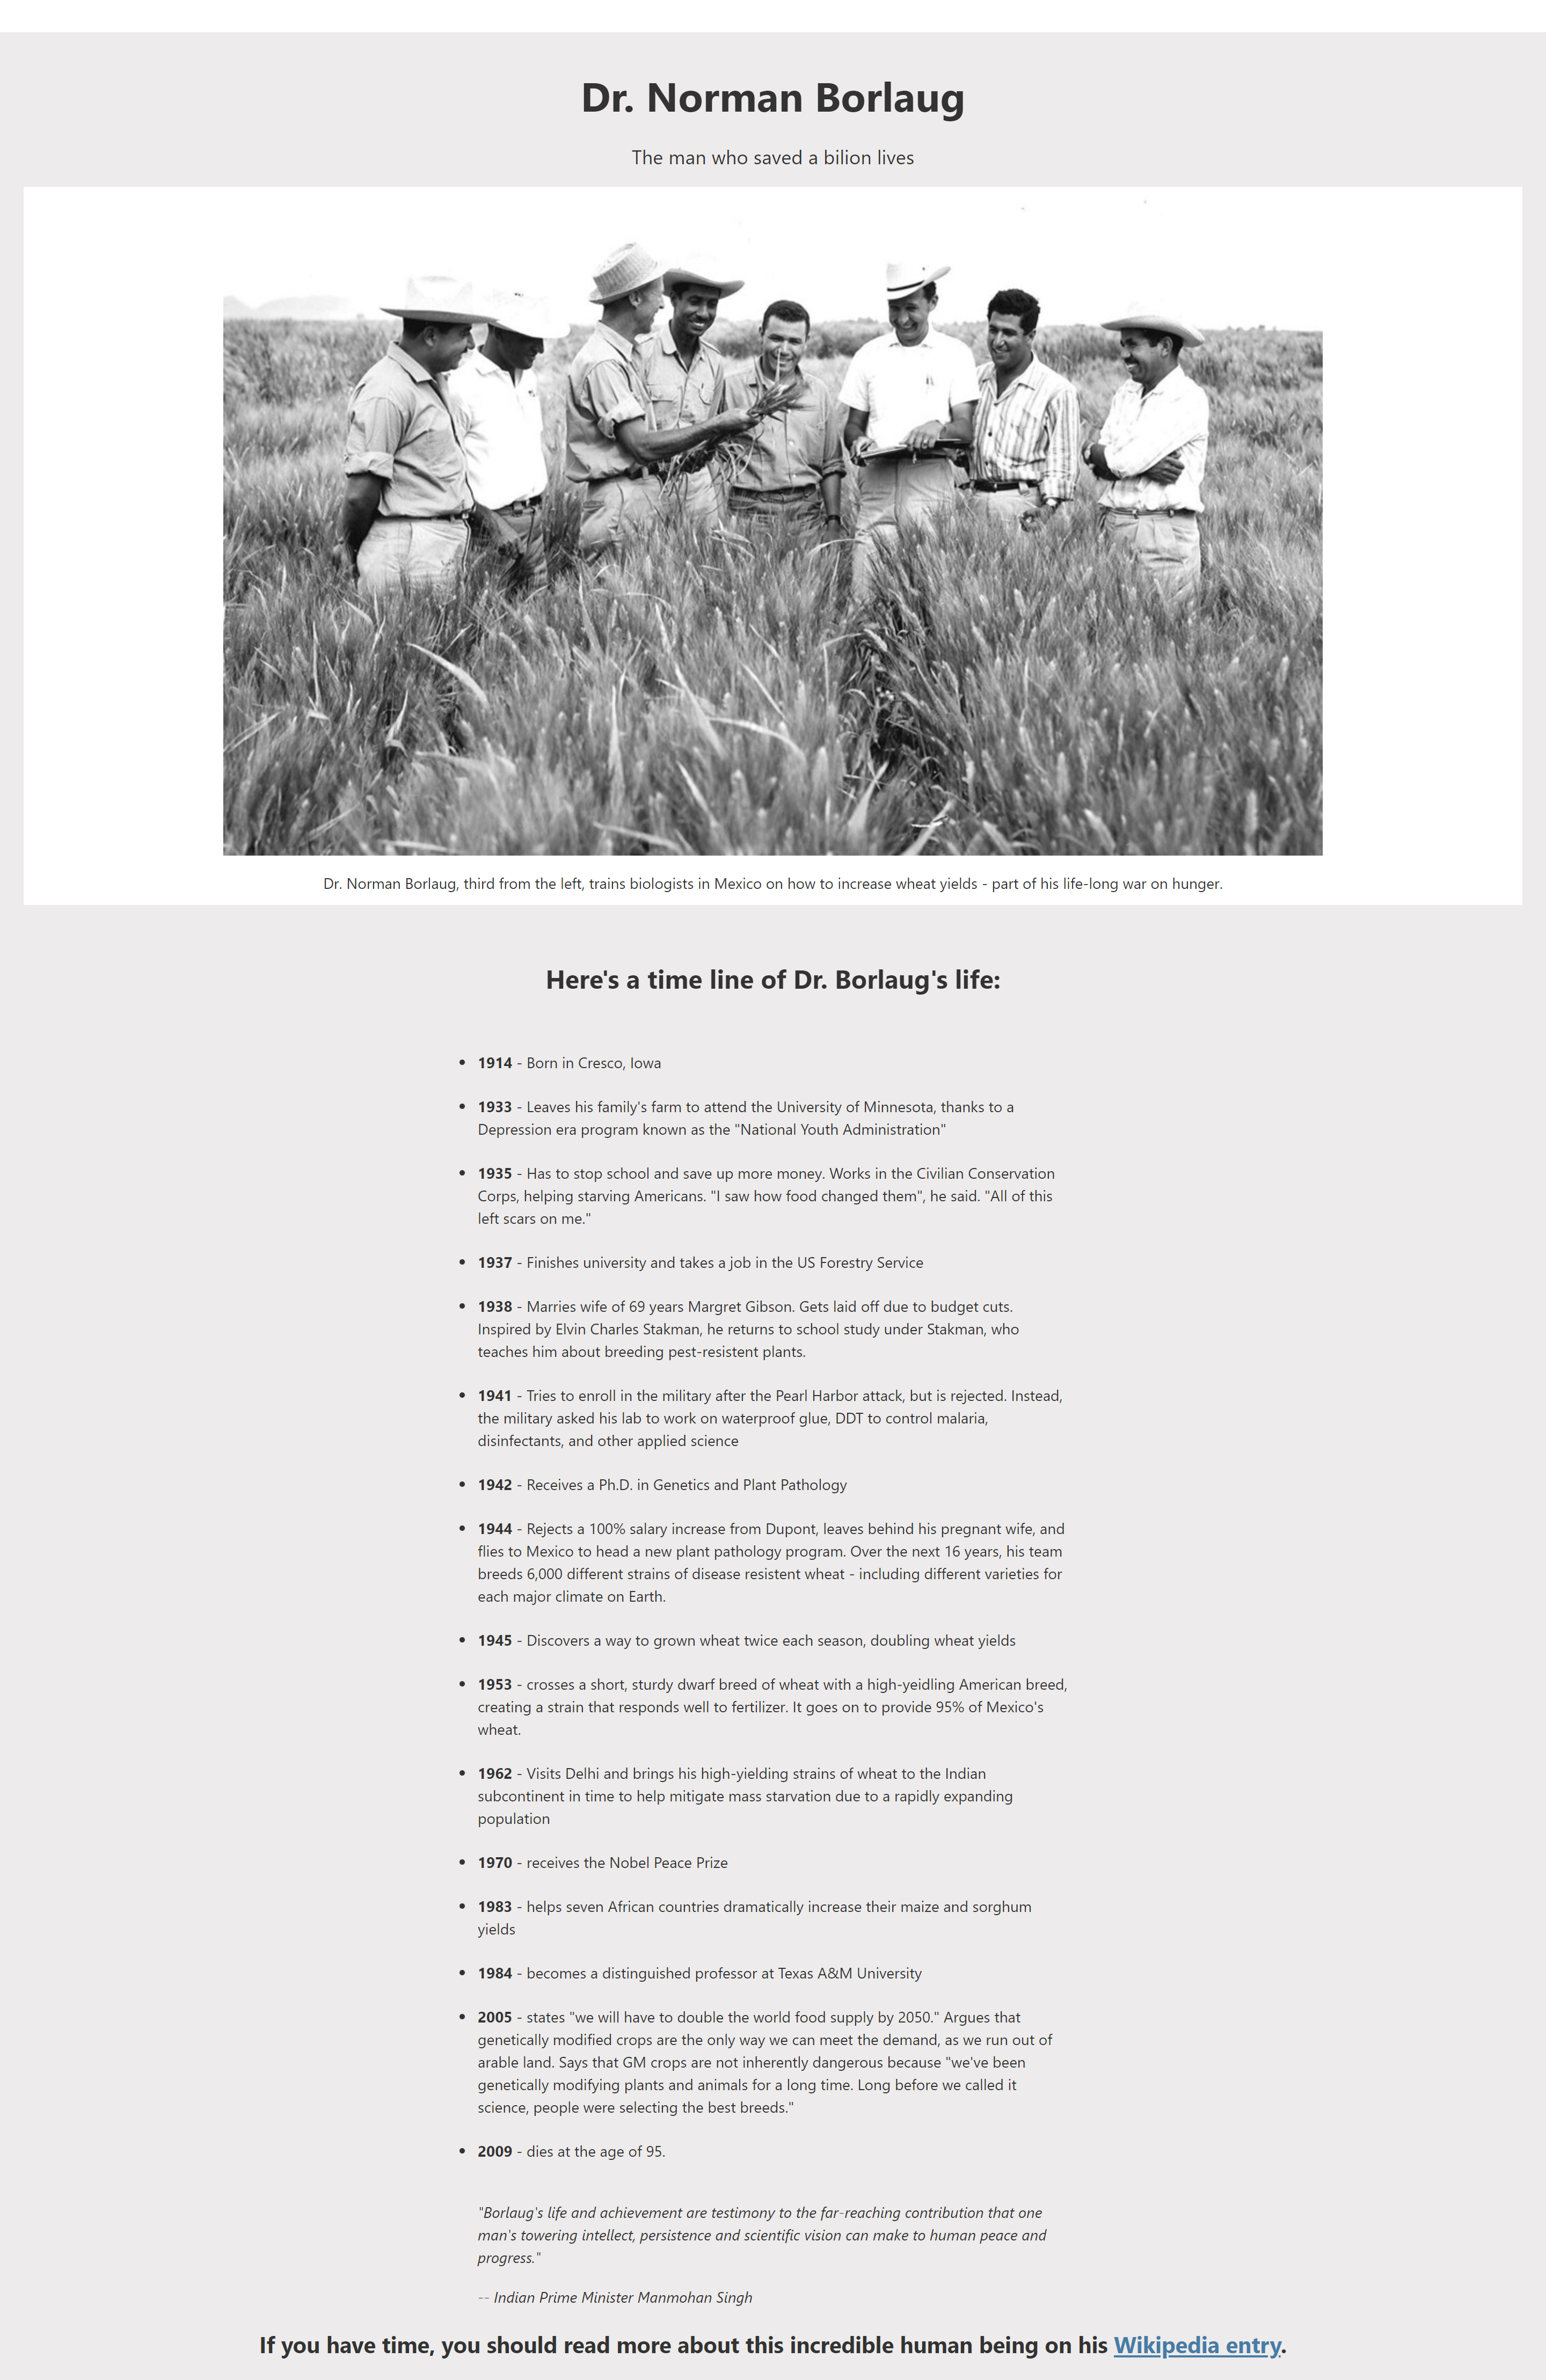 Dr. Norman Borlaug
The man who saved a bilion lives
Dr. Norman Borlaug, third from the left, trains biologists in Mexico on how to increase wheat yields - part of his life-long war on hunger.
Here's a time line of Dr. Borlaug's life:
• 1914 - Born in Cresco, Iowa
• 1933 - Leaves his family's farm to attend the University of Minnesota, thanks to a
Depression era program known as the "National Youth Administration"
• 1935 - Has to stop school and save up more money. Works in the Civilian Conservation
Corps, helping starving Americans. "I saw how food changed them", he said. "All of this
left scars on me."
• 1937 - Finishes university and takes a job in the US Forestry Service
• 1938 - Marries wife of 69 years Margret Gibson. Gets laid off due to budget cuts.
Inspired by Elvin Charles Stakman, he returns to school study under Stakman, who
teaches him about breeding pest-resistent plants.
• 1941 - Tries to enroll in the military after the Pearl Harbor attack, but is rejected. Instead,
the military asked his lab to work on waterproof glue, DDT to control malaria,
disinfectants, and other applied science
• 1942 - Receives a Ph.D. in Genetics and Plant Pathology
• 1944 - Rejects a 100% salary increase from Dupont, leaves behind his pregnant wife, and
flies to Mexico to head a new plant pathology program. Over the next 16 years, his team
breeds 6,000 different strains of disease resistent wheat - including different varieties for
each major climate on Earth.
• 1945 - Discovers a way to grown wheat twice each season, doubling wheat yields
• 1953 - crosses a short, sturdy dwarf breed of wheat with a high-yeidling American breed,
creating a strain that responds well to fertilizer. It goes on to provide 95% of Mexico's
wheat.
• 1962 - Visits Delhi and brings his high-yielding strains of wheat to the Indian
subcontinent in time to help mitigate mass starvation due to a rapidly expanding
population
• 1970 - receives the Nobel Peace Prize
• 1983 - helps seven African countries dramatically increase their maize and sorghum
yields
• 1984 - becomes a distinguished professor at Texas A&M University
• 2005 - states "we will have to double the world food supply by 2050." Argues that
genetically modified crops are the only way we can meet the demand, as we run out of
arable land. Says that GM crops are not inherently dangerous because "we've been
genetically modifying plants and animals for a long time. Long before we called it
science, people were selecting the best breeds."
• 2009 - dies at the age of 95.
"Borlaug's life and achievement are testimony to the far-reaching contribution that one
man's towering intellect, persistence and scientific vision can make to human peace and
progress."
-- Indian Prime Minister Manmohan Singh
If you have time, you should read more about this incredible human being on his Wikipedia entry.